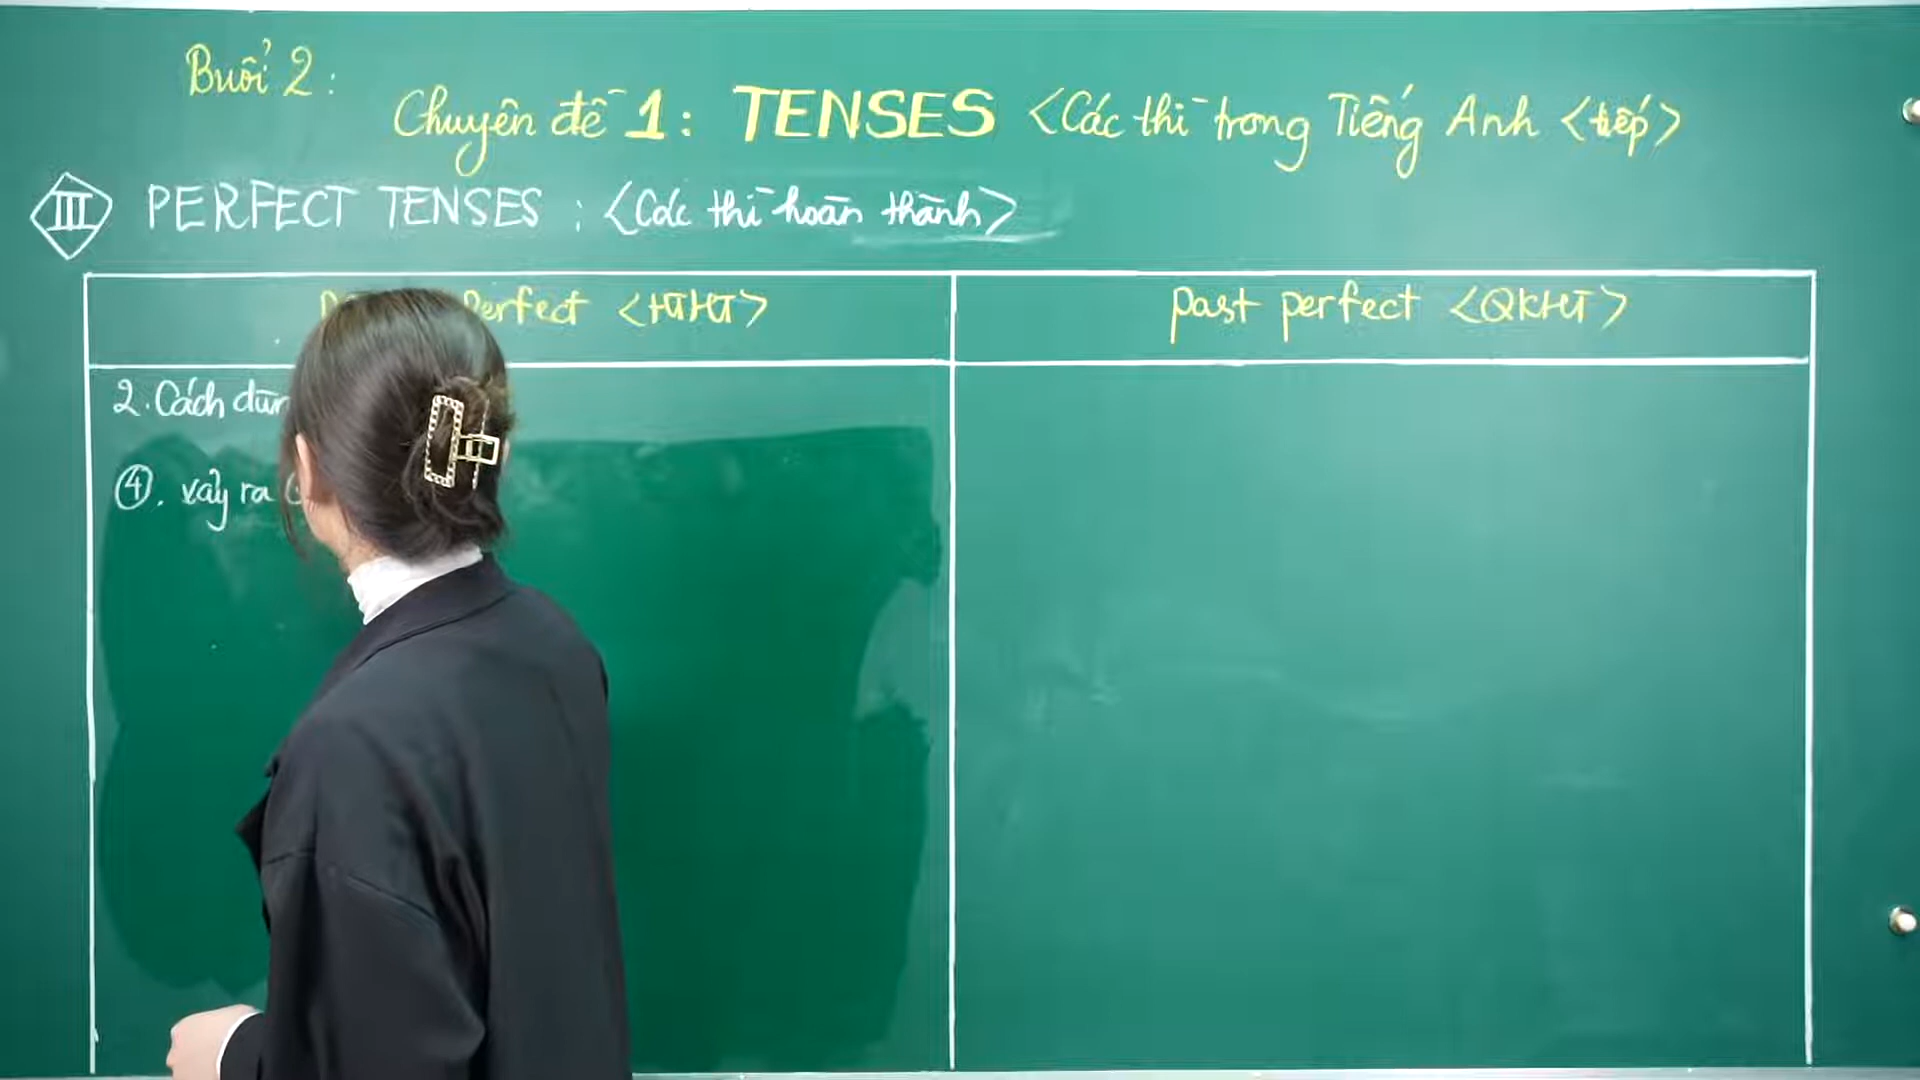 Buổi 2:
Chuyên đề 1: TENSES <Các thì trong Tiếng Anh <tiếp>
III PERFECT TENSES : <Các thì hoàn thành>
perfect <HTHT>
past perfect <QKHT>
2. Cách dùn
④. xảy ra